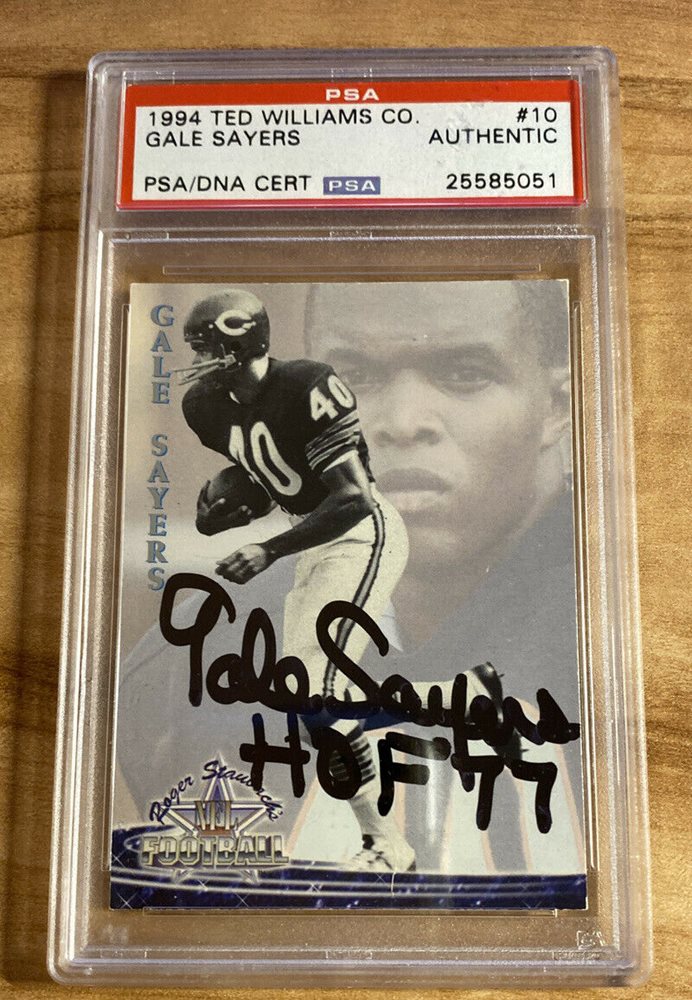 PSA
1994 TED WILLIAMS CO. #10
GALE SAYERS AUTHENTIC
PSA/DNA CERT PSA 25585051
GALE SAYERS
C
40
40
Gale Sayers
HOF 77
Roger Staubach's
NFL
FOOTBALL